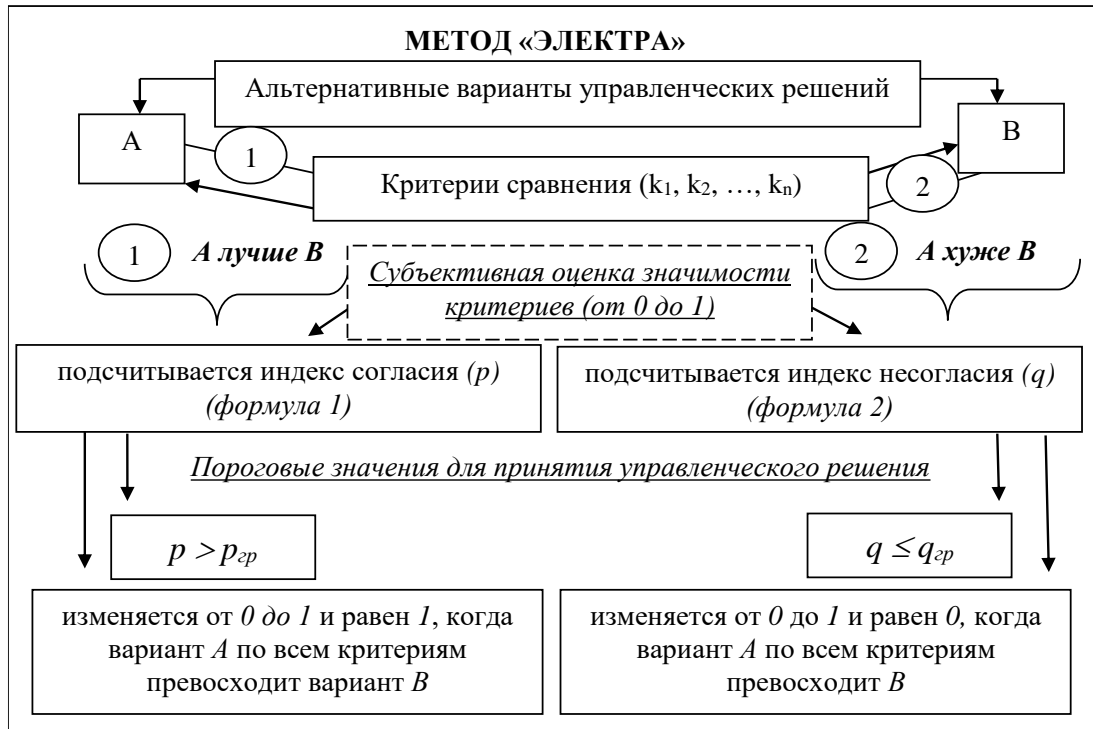 МЕТОД «ЭЛЕКТРА»
Альтернативные варианты управленческих решений
A
B
1
Критерии сравнения (k₁, k₂, …, kₙ)
2
1
A лучше B
2
A хуже B
Субъективная оценка значимости
критериев (от 0 до 1)
подсчитывается индекс согласия (p)
(формула 1)
подсчитывается индекс несогласия (q)
(формула 2)
Пороговые значения для принятия управленческого решения
p > pгр
q ≤ qгр
изменяется от 0 до 1 и равен 1, когда
вариант A по всем критериям
превосходит вариант B
изменяется от 0 до 1 и равен 0, когда
вариант A по всем критериям
превосходит B